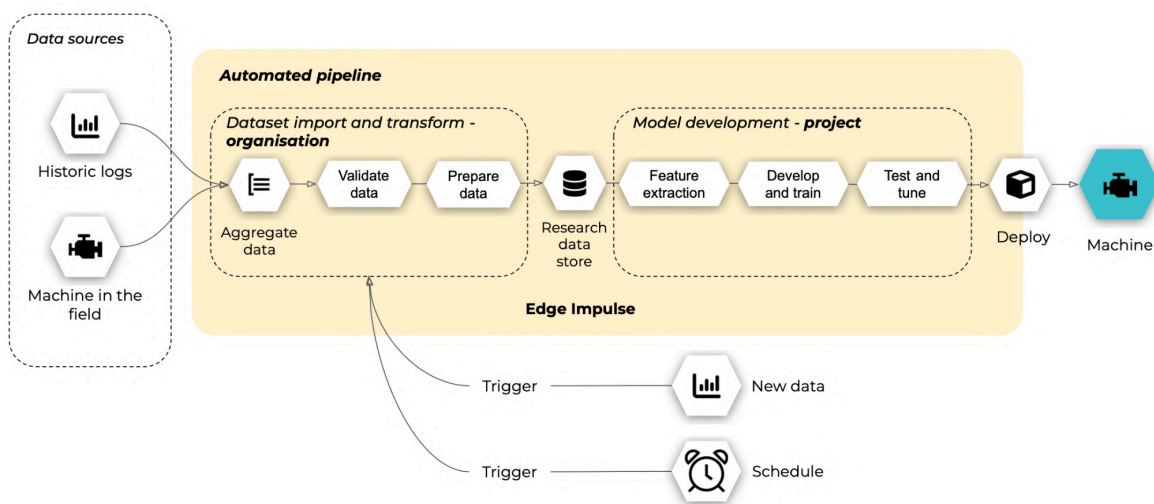 Data sources
Historic logs
Machine in the
field
Automated pipeline
Dataset import and transform -
organisation
Aggregate
data
Validate
data
Prepare
data
Research
data
store
Model development - project
Feature
extraction
Develop
and train
Test and
tune
Deploy
Machine
Edge Impulse
Trigger
New data
Trigger
Schedule